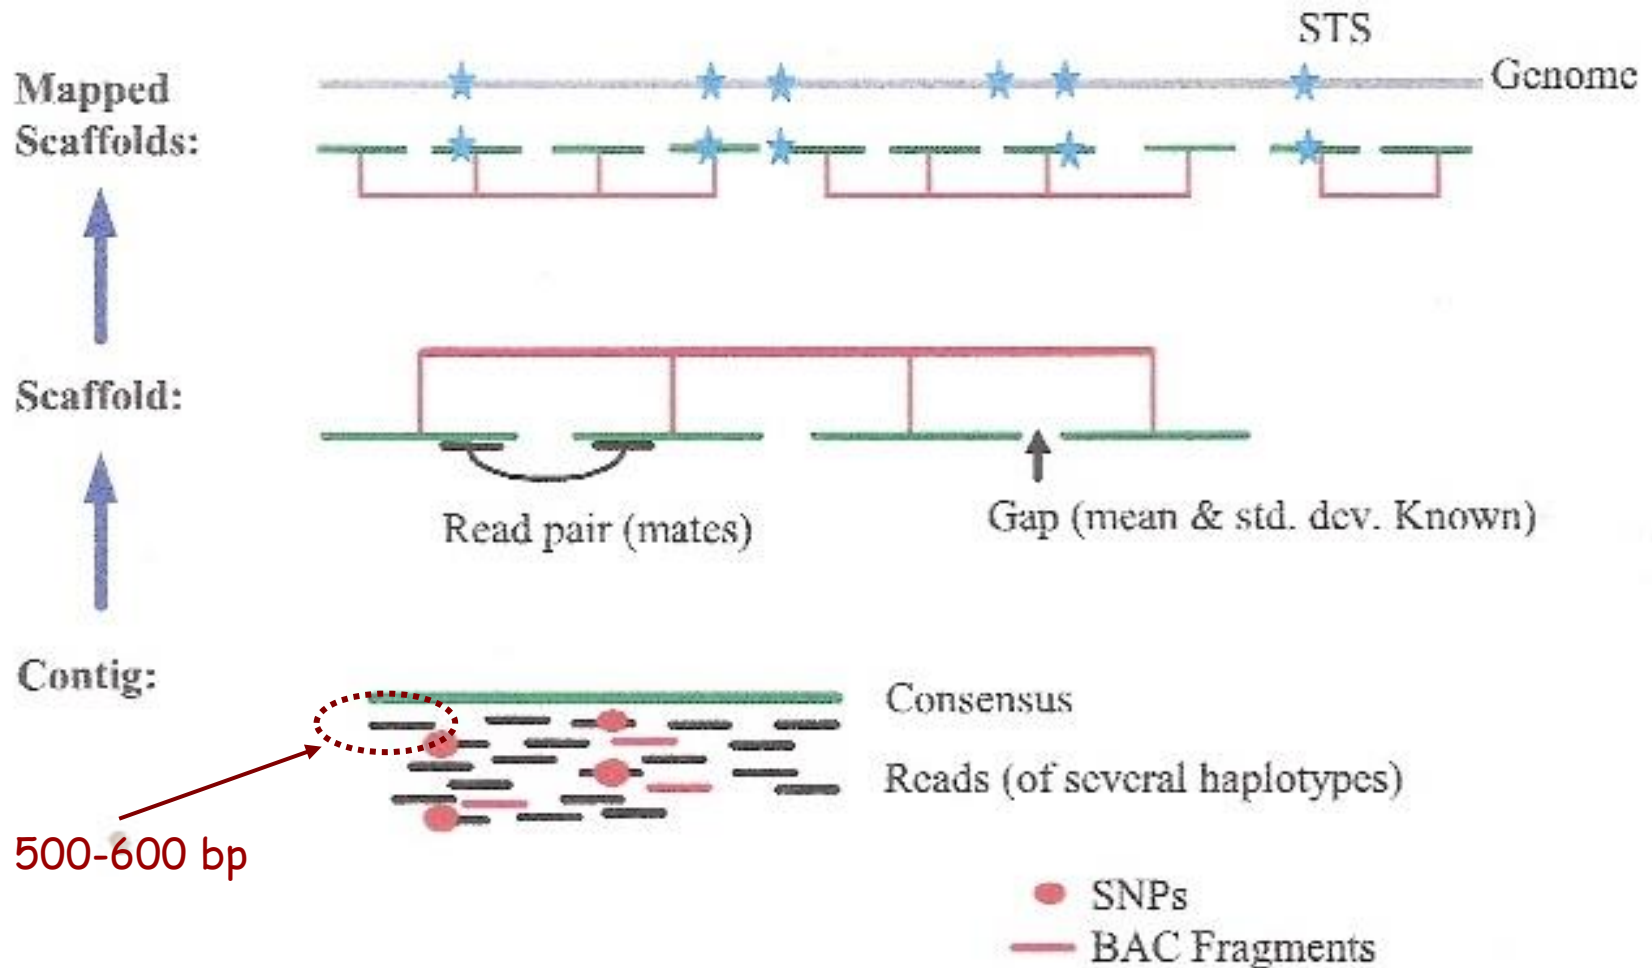 STS
Mapped
Scaffolds:
Genome
Scaffold:
Read pair (mates)
Gap (mean & std. dev. Known)
Contig:
Consensus
Reads (of several haplotypes)
500-600 bp
SNPs
BAC Fragments